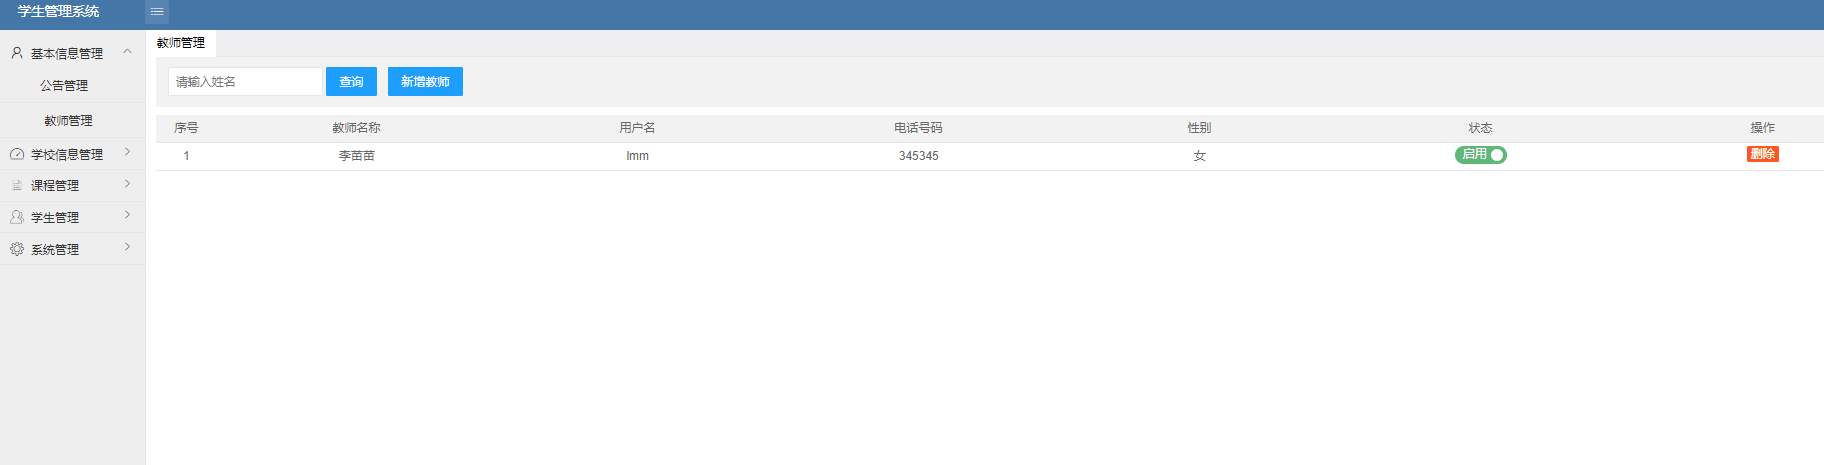 学生管理系统
基本信息管理
公告管理
教师管理
学校信息管理
课程管理
学生管理
系统管理
教师管理
请输入姓名 查询 新增教师
序号 教师名称 用户名 电话号码 性别 状态 操作
1 李苗苗 lmm 345345 女 启用 删除